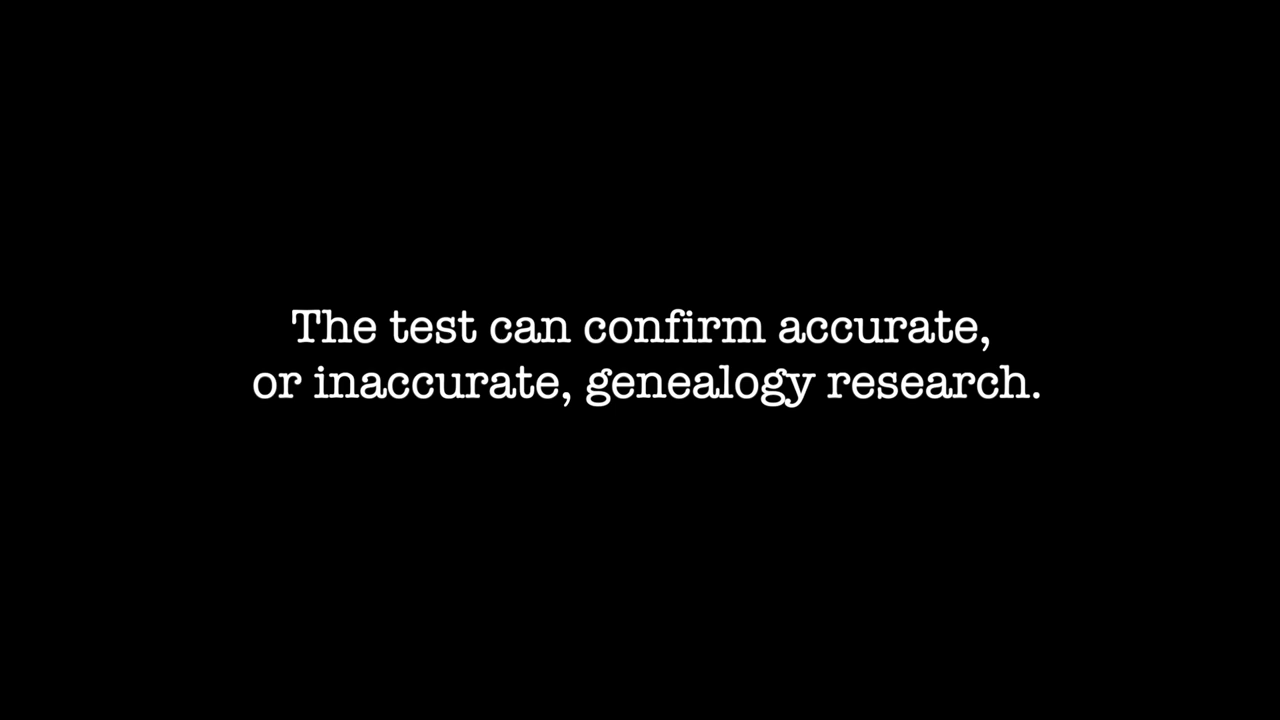 The test can confirm accurate,
or inaccurate, genealogy research.